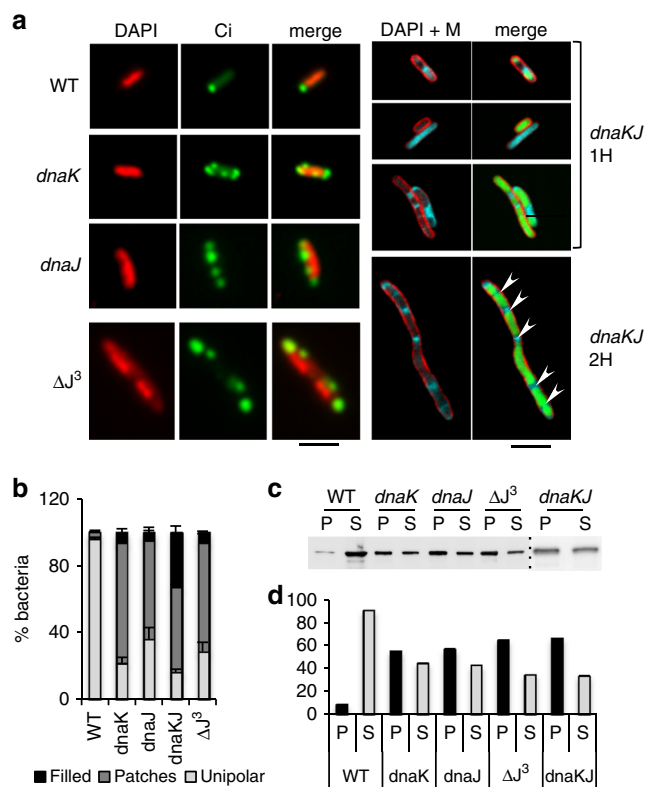 a
DAPI Ci merge
WT
dnaK
dnaJ
ΔJ³
DAPI + M merge
dnaKJ
1H
dnaKJ
2H
b
120
80
40
0
% bacteria
WT dnaK dnaJ dnaKJ ΔJ³
Filled Patches Unipolar
c
WT dnaK dnaJ ΔJ³ dnaKJ
P S P S P S P S P S
d
100
80
60
40
20
0
P S P S P S P S P S
WT dnaK dnaJ ΔJ³ dnaKJ